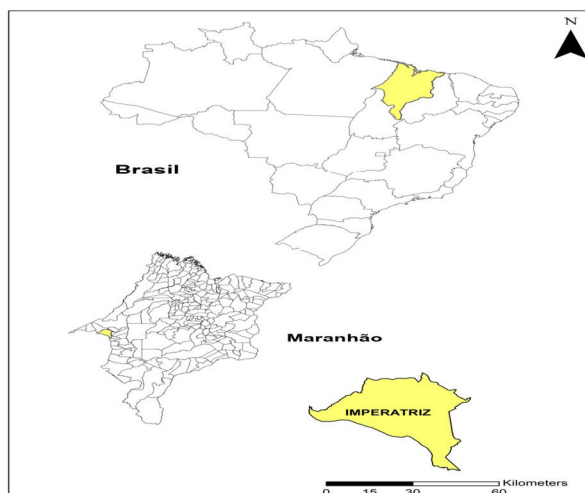 N
Brasil
Maranhão
IMPERATRIZ
Kilometers
0 15 30 60